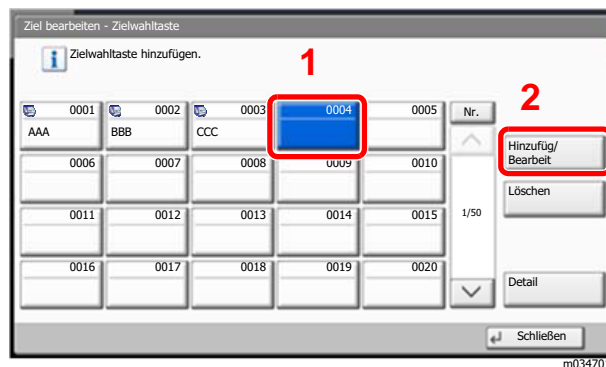 Ziel bearbeiten - Zielwahltaste
Zielwahltaste hinzufügen.
1
2
0001 0002 0003 0004 0005 Nr.
AAA BBB CCC
Hinzufüg/
Bearbeit
0006 0007 0008 0009 0010
Löschen
0011 0012 0013 0014 0015 1/50
0016 0017 0018 0019 0020
Detail
Schließen